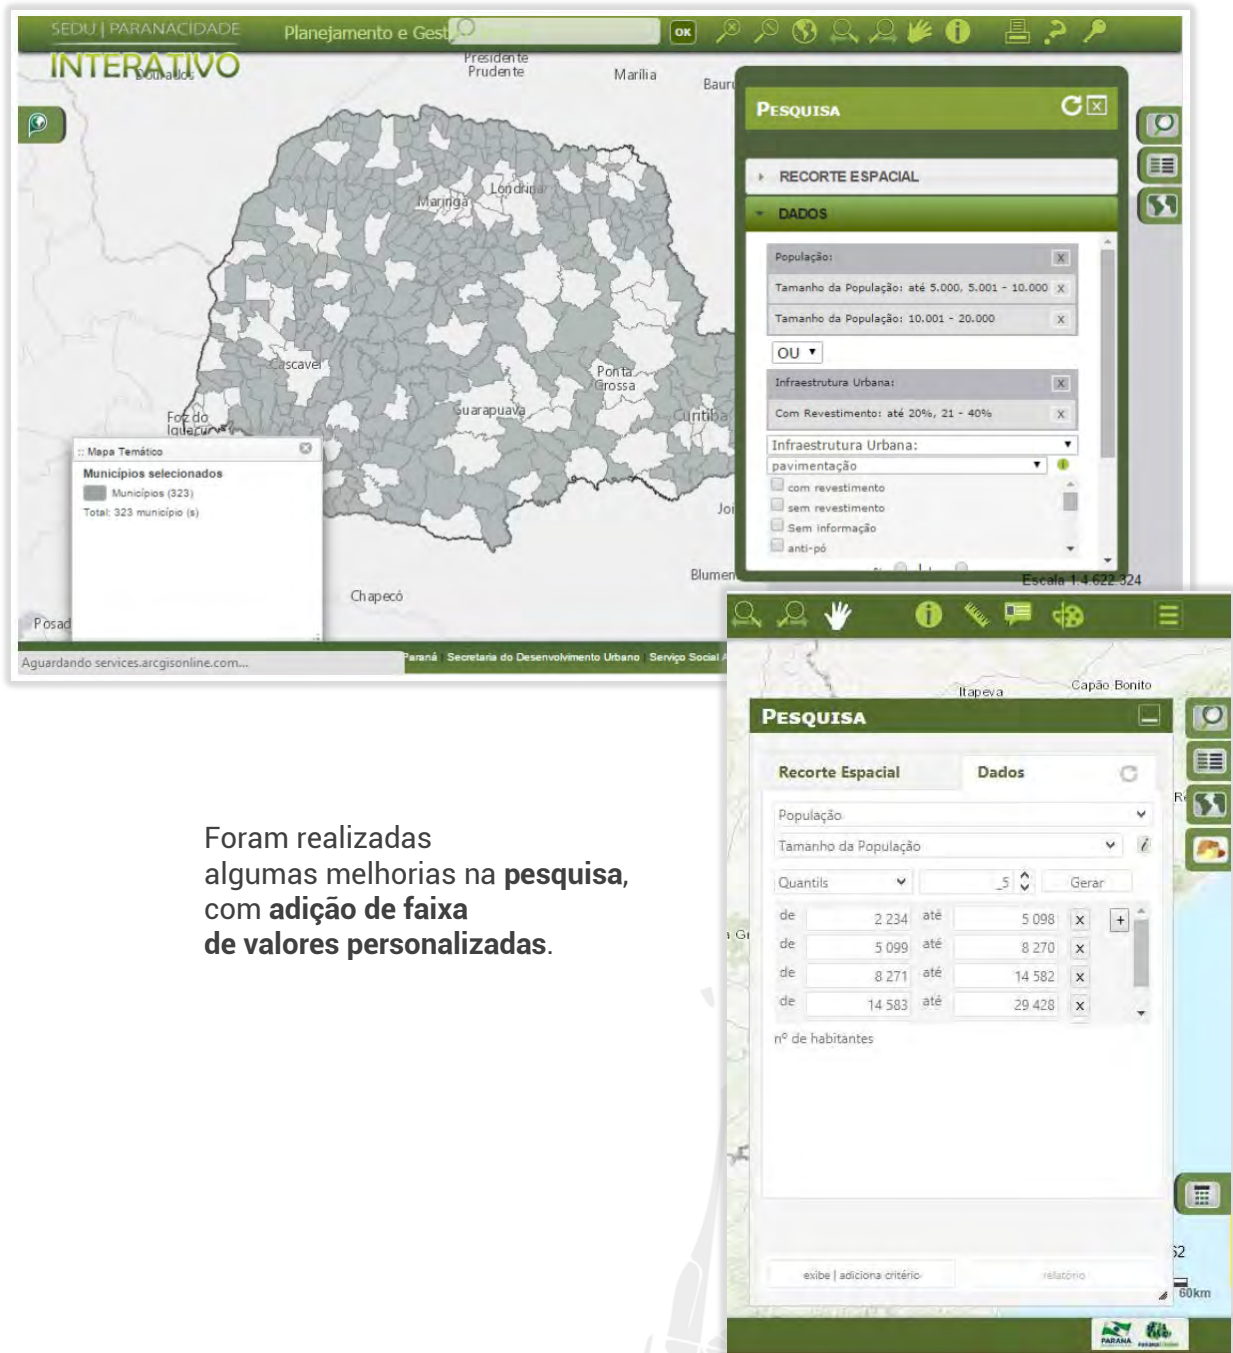 SEDU | PARANACIDADE
INTERATIVO
Planejamento e Gest
OK
Dourados
Presidente
Prudente
Marília
Bauru
Londrina
Maringá
Cascavel
Ponta
Grossa
Guarapuava
Curitiba
Foz do
Iguaçu
Joi
Blumen
Chapecó
Posad
PESQUISA
RECORTE ESPACIAL
DADOS
População:
X
Tamanho da População: até 5.000, 5.001 - 10.000 X
Tamanho da População: 10.001 - 20.000 X
OU
Infraestrutura Urbana: X
Com Revestimento: até 20%, 21 - 40% X
Infraestrutura Urbana:
pavimentação
com revestimento
sem revestimento
Sem informação
anti-pó
Escala 1:4.622.324
:: Mapa Temático
Municípios selecionados
Municípios (323)
Total: 323 município (s)
Aguardando services.arcgisonline.com...
Paraná | Secretaria do Desenvolvimento Urbano | Serviço Social A
Itapeva
Capão Bonito
PESQUISA
Recorte Espacial Dados
População
Tamanho da População
Quantils _5 Gerar
de 2 234 até 5 098 x +
de 5 099 até 8 270 x
de 8 271 até 14 582 x
de 14 583 até 29 428 x
nº de habitantes
exibe | adiciona critério
relatório
60km
PARANÁ
Foram realizadas
algumas melhorias na pesquisa,
com adição de faixa
de valores personalizadas.